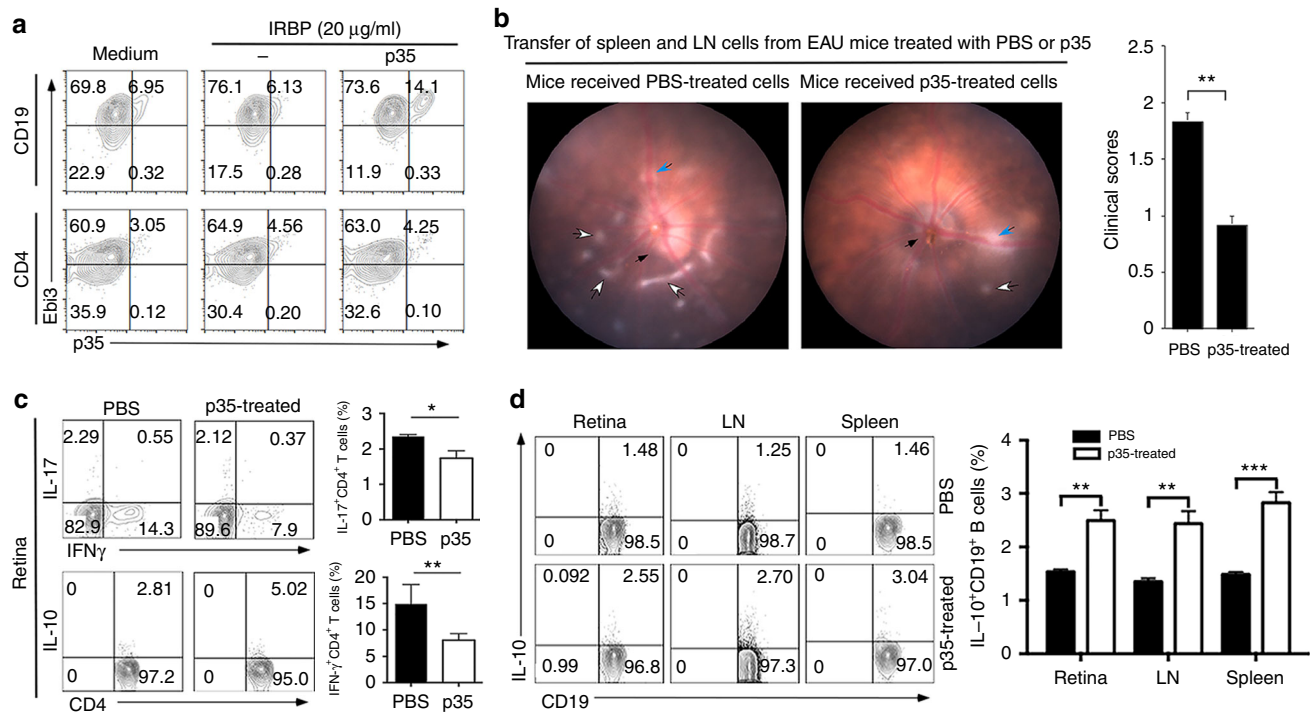 a
IRBP (20 μg/ml)
Medium
–
p35
CD19
69.8 6.95
22.9 0.32
76.1 6.13
17.5 0.28
73.6 14.1
11.9 0.33
CD4
60.9 3.05
35.9 0.12
64.9 4.56
30.4 0.20
63.0 4.25
32.6 0.10
Ebi3
p35
b
Transfer of spleen and LN cells from EAU mice treated with PBS or p35
Mice received PBS-treated cells
Mice received p35-treated cells
Clinical scores
2.5
2
1.5
1
0.5
0
**
PBS p35-treated
c
PBS
p35-treated
Retina
IL-17
2.29 0.55
82.9 14.3
2.12 0.37
89.6 7.9
IFNγ
IL-10
0 2.81
0 97.2
0 5.02
0 95.0
CD4
IL-17+CD4+ T cells (%)
3
2
1
0
*
PBS p35
IFN-γ+CD4+ T cells (%)
20
15
10
5
0
**
PBS p35
d
Retina
LN
Spleen
0 1.48
0 98.5
0 1.25
0 98.7
0 1.46
0 98.5
PBS
0.092 2.55
0.99 96.8
0 2.70
0 97.3
0 3.04
0 97.0
p35-treated
IL-10
CD19
IL–10+CD19+ B cells (%)
4
3
2
1
0
PBS
p35-treated
**
**
***
Retina
LN
Spleen